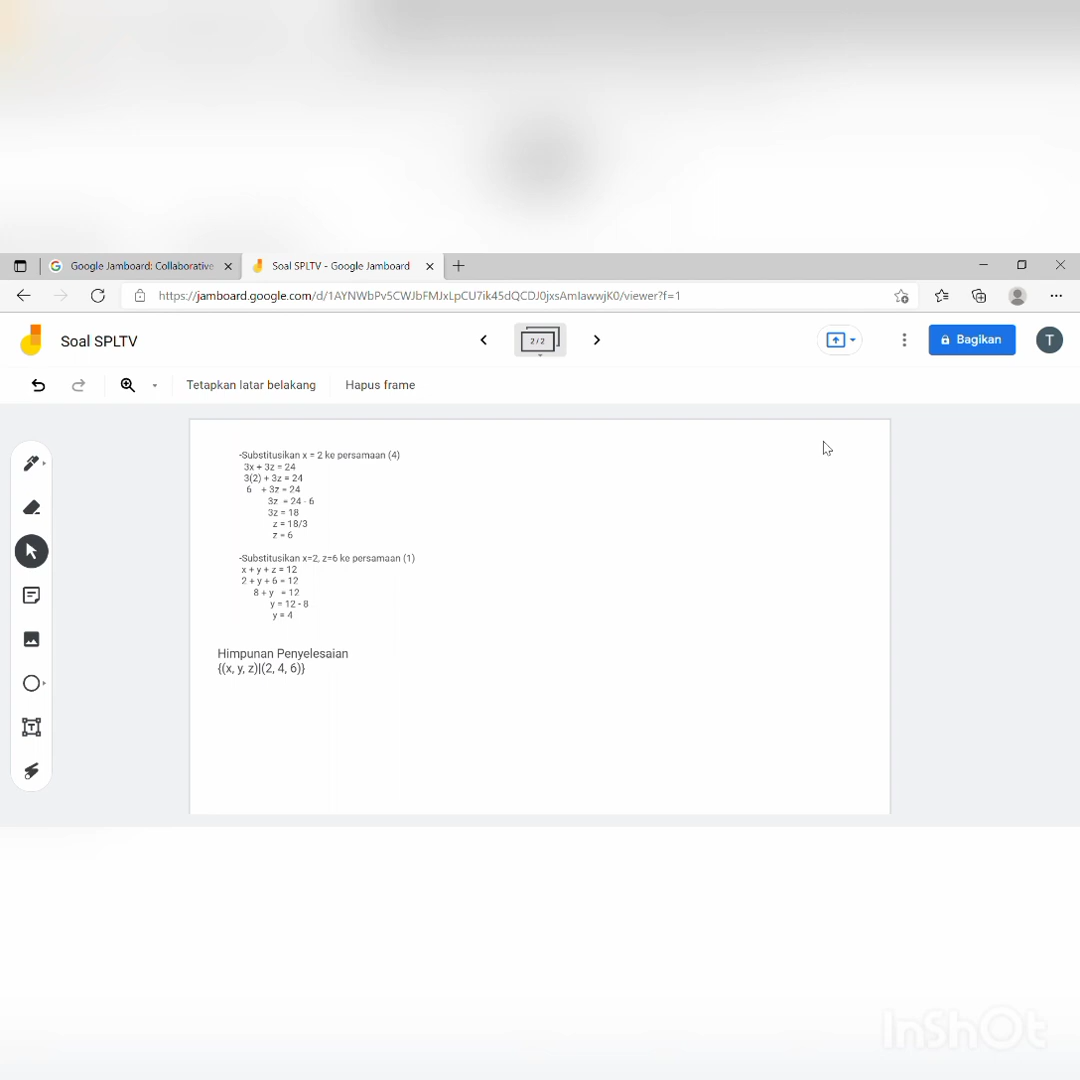 Google Jamboard: Collaborative
Soal SPLTV - Google Jamboard
https://jamboard.google.com/d/1AYNWbPv5CWJbFMJxLpCU7ik45dQCDJ0jxsAmIawwjK0/viewer?f=1
Soal SPLTV
2 / 2
Bagikan
T
Tetapkan latar belakang
Hapus frame
-Substitusikan x = 2 ke persamaan (4)
3x + 3z = 24
3(2) + 3z = 24
6 + 3z = 24
3z = 24 - 6
3z = 18
z = 18/3
z = 6
-Substitusikan x=2, z=6 ke persamaan (1)
x + y + z = 12
2 + y + 6 = 12
8 + y = 12
y = 12 - 8
y = 4
Himpunan Penyelesaian
{(x, y, z)|(2, 4, 6)}
InShOt